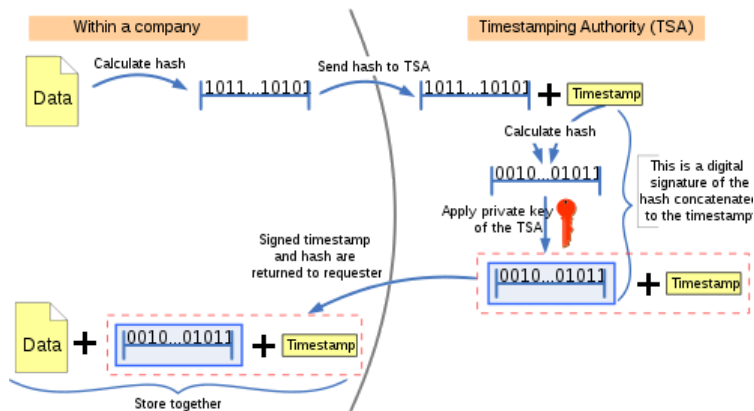 Within a company
Timestamping Authority (TSA)
Calculate hash
Send hash to TSA
Data
1011...10101
1011...10101
+
Timestamp
Calculate hash
0010...01011
This is a digital
signature of the
hash concatenated
to the timestamp
Apply private key
of the TSA
Signed timestamp
and hash are
returned to requester
0010...01011
+
Timestamp
Data
+
0010...01011
+
Timestamp
Store together